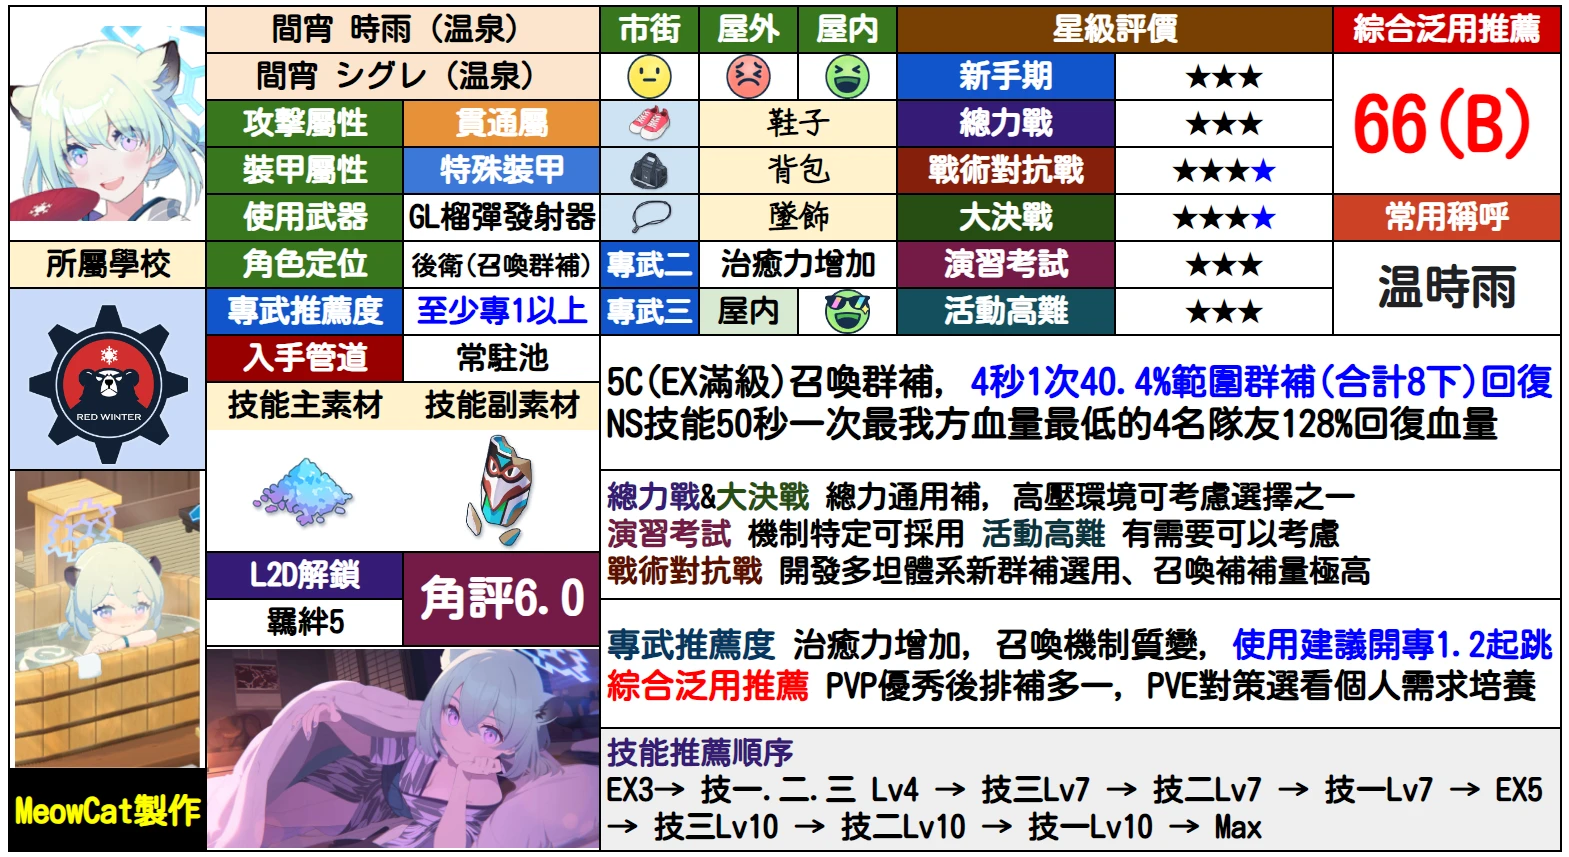 間宵 時雨（温泉）
間宵 シグレ（温泉）
攻擊屬性 貫通屬
裝甲屬性 特殊裝甲
使用武器 GL榴彈發射器
所屬學校
角色定位 後衛(召喚群補)
專武推薦度 至少專1以上
入手管道 常駐池
技能主素材 技能副素材
RED WINTER
L2D解鎖
羈絆5
角評6.0
MeowCat製作
市街 屋外 屋内
鞋子
背包
墜飾
專武二 治癒力增加
專武三 屋内
星級評價
新手期 ★★★
總力戰 ★★★
戰術對抗戰 ★★★★
大決戰 ★★★★
演習考試 ★★★
活動高難 ★★★
綜合泛用推薦
66(B)
常用稱呼
温時雨
5C(EX滿級)召喚群補, 4秒1次40.4%範圍群補(合計8下)回復
NS技能50秒一次最我方血量最低的4名隊友128%回復血量
總力戰&大決戰 總力通用補, 高壓環境可考慮選擇之一
演習考試 機制特定可採用 活動高難 有需要可以考慮
戰術對抗戰 開發多坦體系新群補選用、召喚補補量極高
專武推薦度 治癒力增加, 召喚機制質變, 使用建議開專1.2起跳
綜合泛用推薦 PVP優秀後排補多一, PVE對策選看個人需求培養
技能推薦順序
EX3→ 技一.二.三 Lv4 → 技三Lv7 → 技二Lv7 → 技一Lv7 → EX5
→ 技三Lv10 → 技二Lv10 → 技一Lv10 → Max